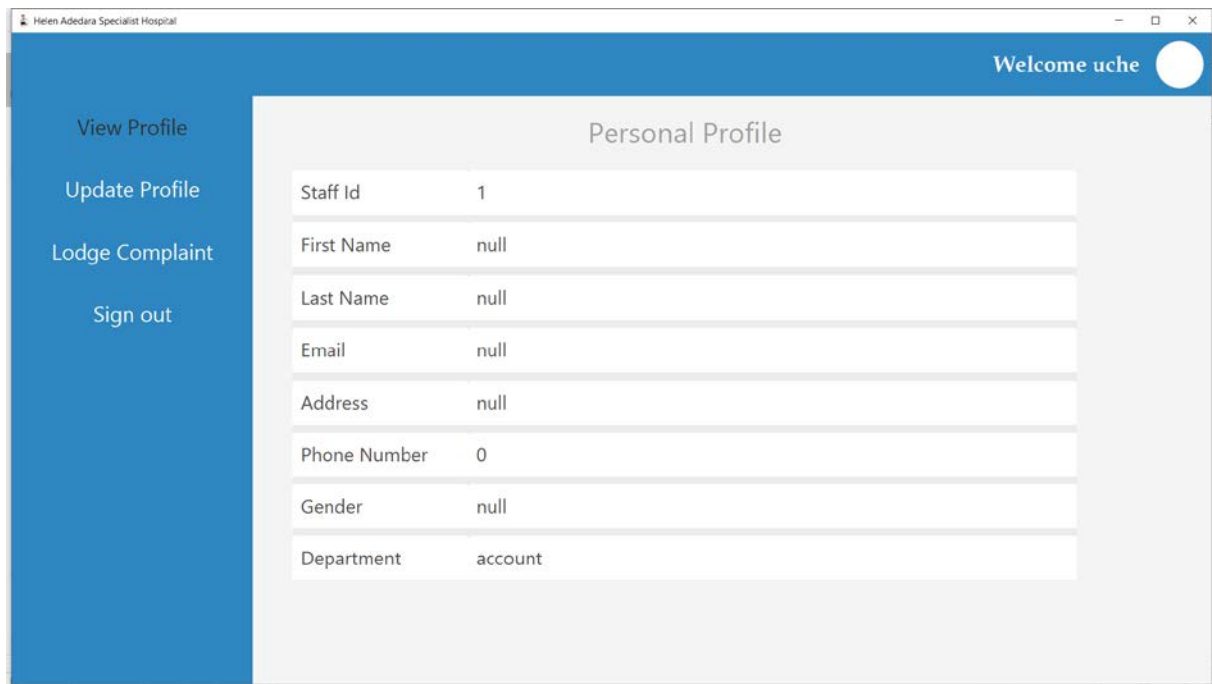 Helen Adedara Specialist Hospital
Welcome uche
View Profile
Update Profile
Lodge Complaint
Sign out
Personal Profile
Staff Id 1
First Name null
Last Name null
Email null
Address null
Phone Number 0
Gender null
Department account